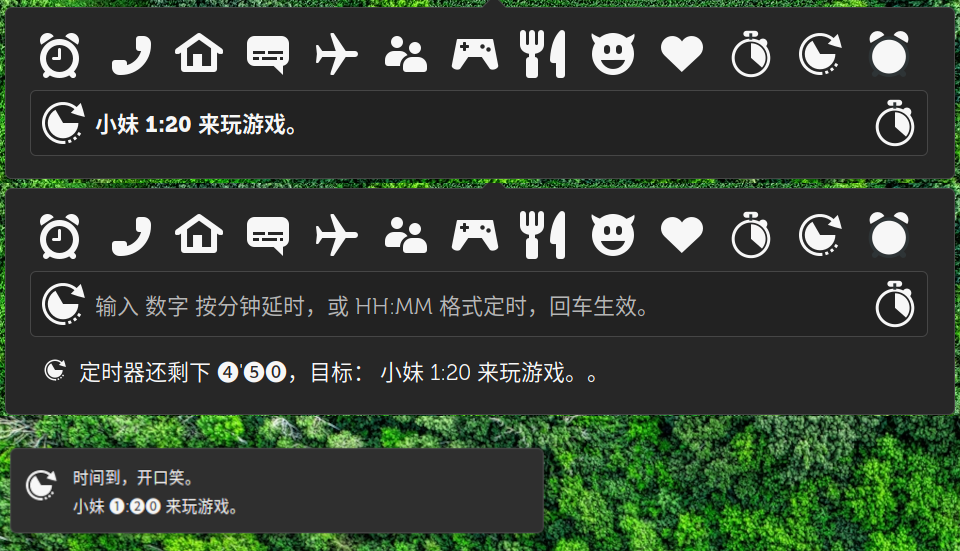 小妹 1:20 来玩游戏。
输入 数字 按分钟延时，或 HH:MM 格式定时，回车生效。
定时器还剩下 ❹'❺⓿，目标： 小妹 1:20 来玩游戏。。
时间到，开口笑。
小妹 ❶:❷⓿ 来玩游戏。